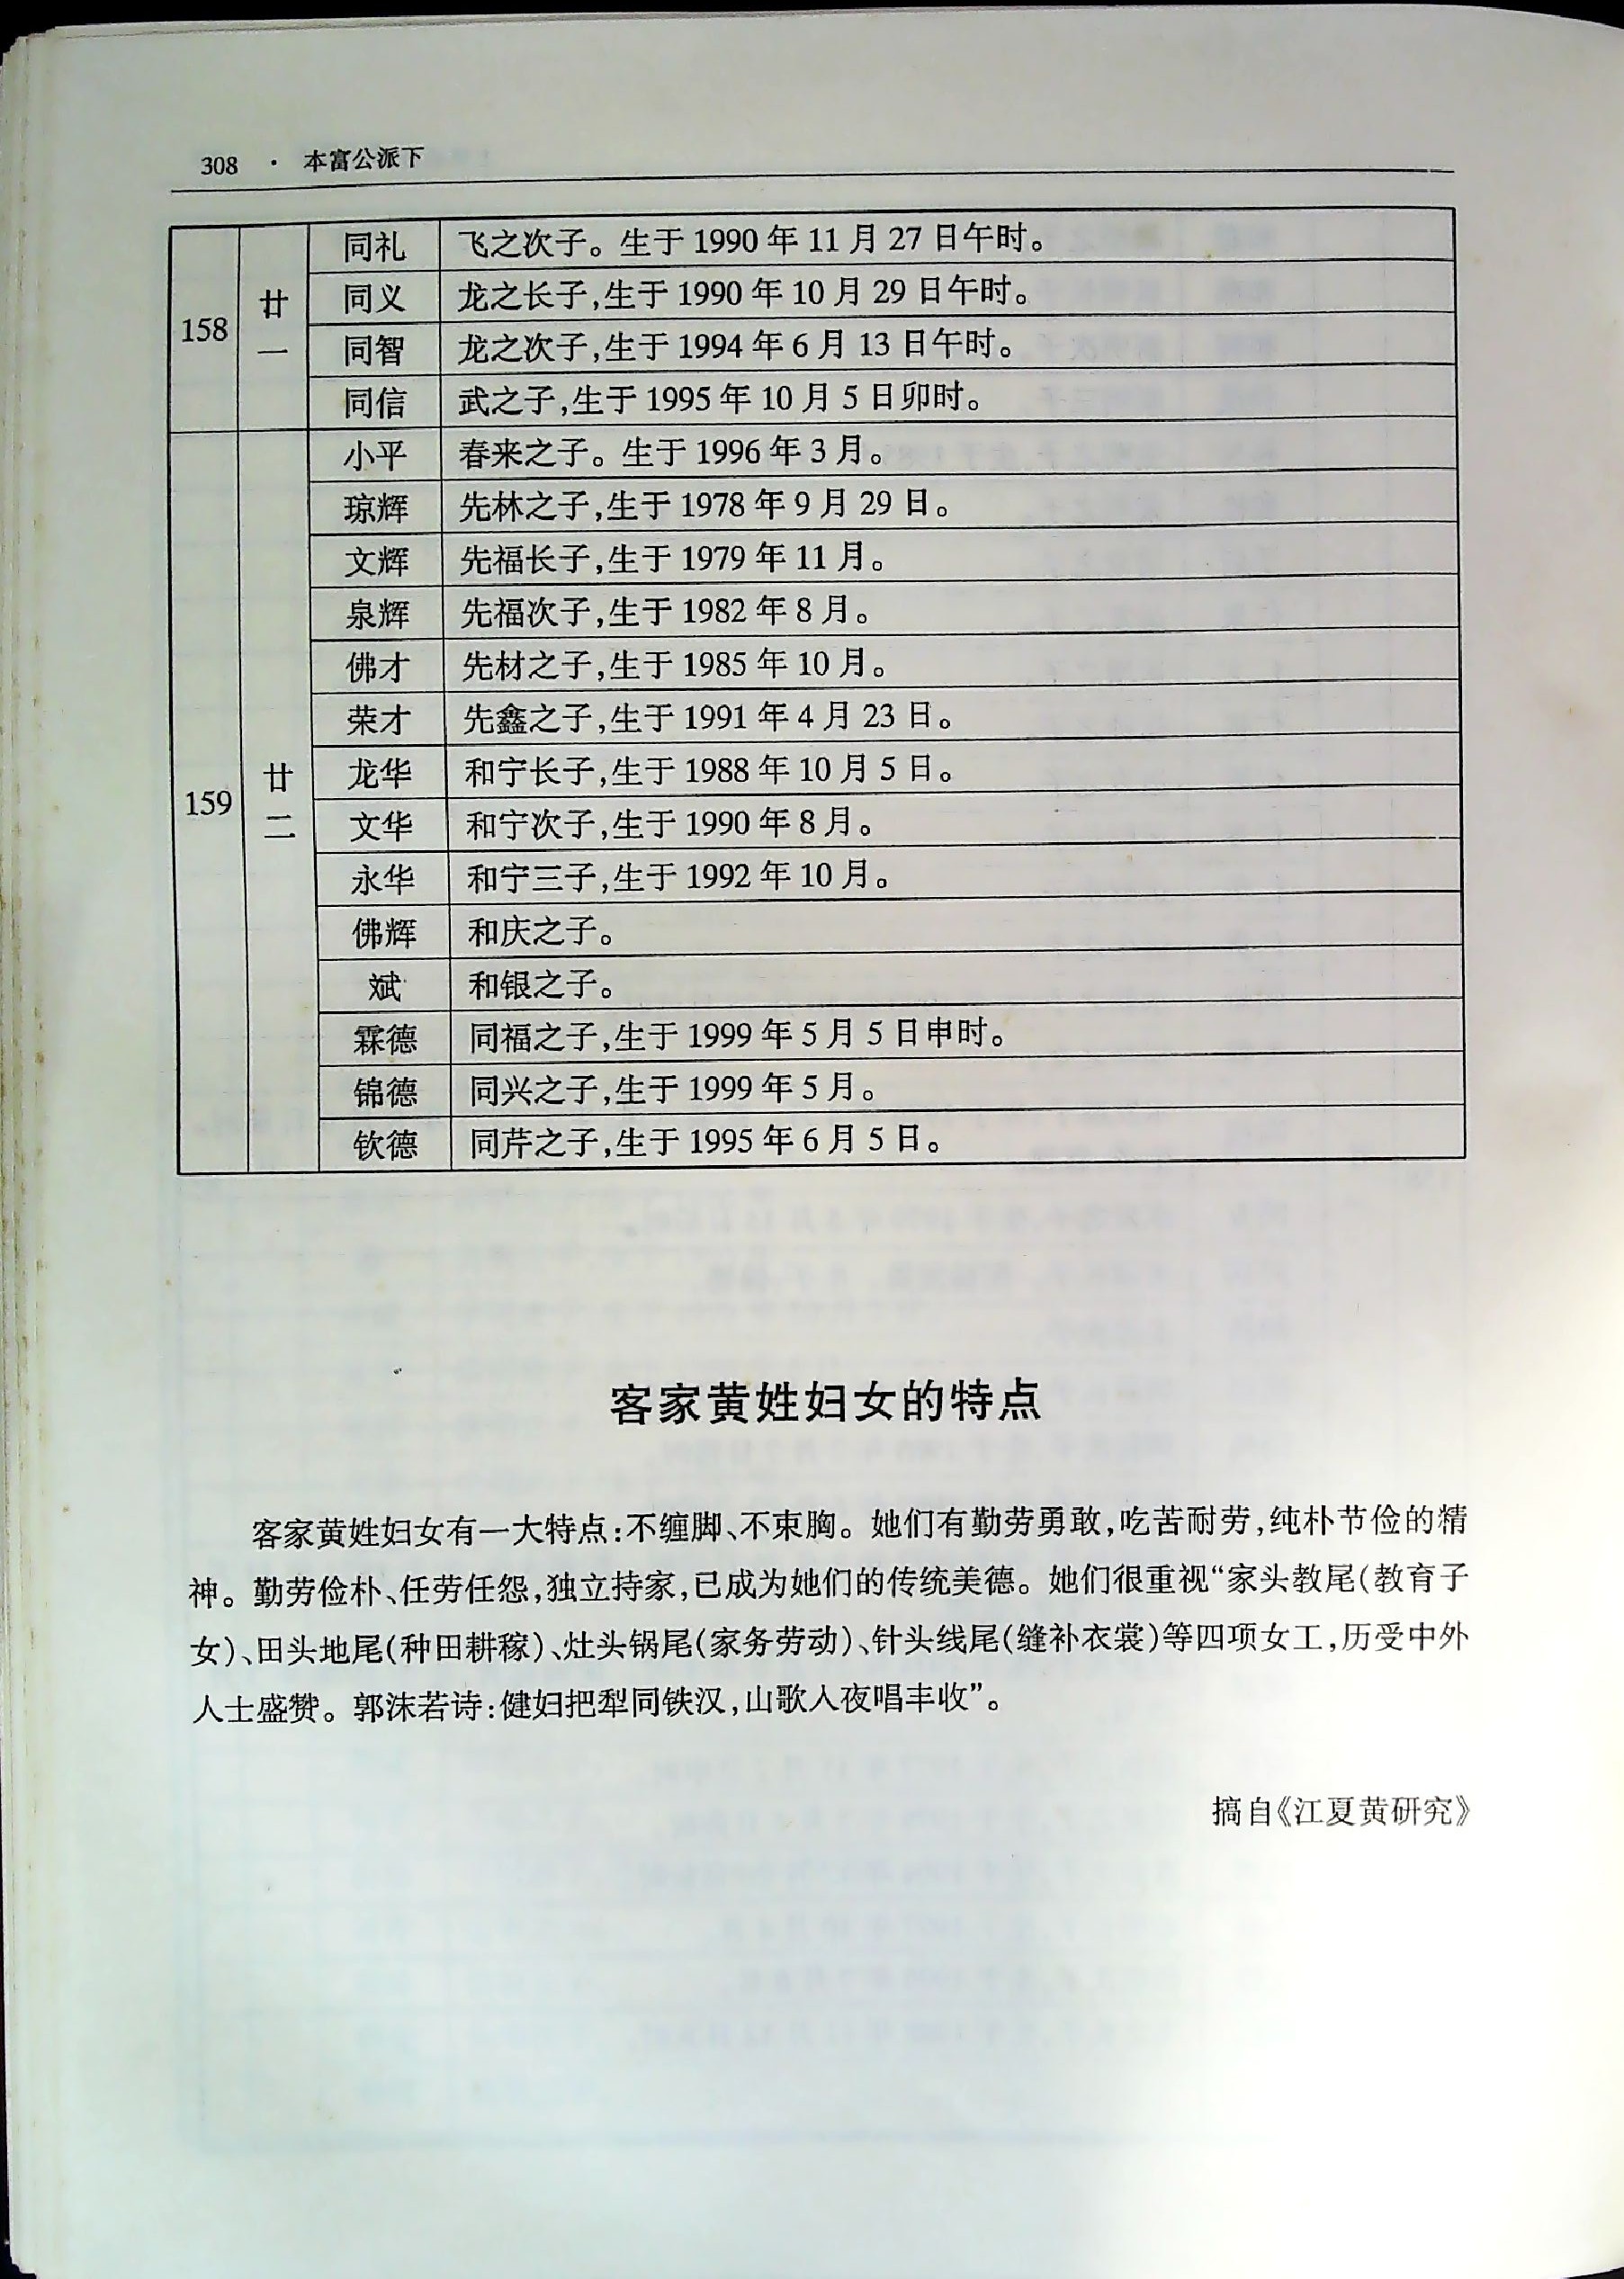 308 · 本富公派下
158 廿一 同礼 飞之次子。生于 1990 年 11 月 27 日午时。
同义 龙之长子,生于 1990 年 10 月 29 日午时。
同智 龙之次子,生于 1994 年 6 月 13 日午时。
同信 武之子,生于 1995 年 10 月 5 日卯时。
159 廿二 小平 春来之子。生于 1996 年 3 月。
琼辉 先林之子,生于 1978 年 9 月 29 日。
文辉 先福长子,生于 1979 年 11 月。
泉辉 先福次子,生于 1982 年 8 月。
佛才 先材之子,生于 1985 年 10 月。
荣才 先鑫之子,生于 1991 年 4 月 23 日。
龙华 和宁长子,生于 1988 年 10 月 5 日。
文华 和宁次子,生于 1990 年 8 月。
永华 和宁三子,生于 1992 年 10 月。
佛辉 和庆之子。
斌 和银之子。
霖德 同福之子,生于 1999 年 5 月 5 日申时。
锦德 同兴之子,生于 1999 年 5 月。
钦德 同芹之子,生于 1995 年 6 月 5 日。
客家黄姓妇女的特点
客家黄姓妇女有一大特点:不缠脚、不束胸。她们有勤劳勇敢,吃苦耐劳,纯朴节俭的精
神。勤劳俭朴、任劳任怨,独立持家,已成为她们的传统美德。她们很重视“家头教尾(教育子
女)、田头地尾(种田耕稼)、灶头锅尾(家务劳动)、针头线尾(缝补衣裳)等四项女工,历受中外
人士盛赞。郭沫若诗:健妇把犁同铁汉,山歌人夜唱丰收”。
摘自《江夏黄研究》